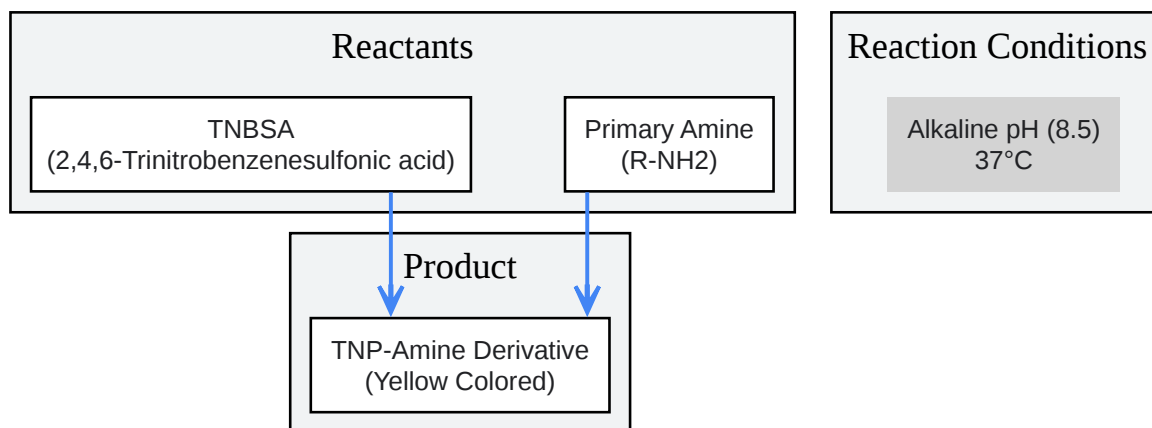 Reactants
TNBSA
(2,4,6-Trinitrobenzenesulfonic acid)
Primary Amine
(R-NH2)
Reaction Conditions
Alkaline pH (8.5)
37°C
Product
TNP-Amine Derivative
(Yellow Colored)